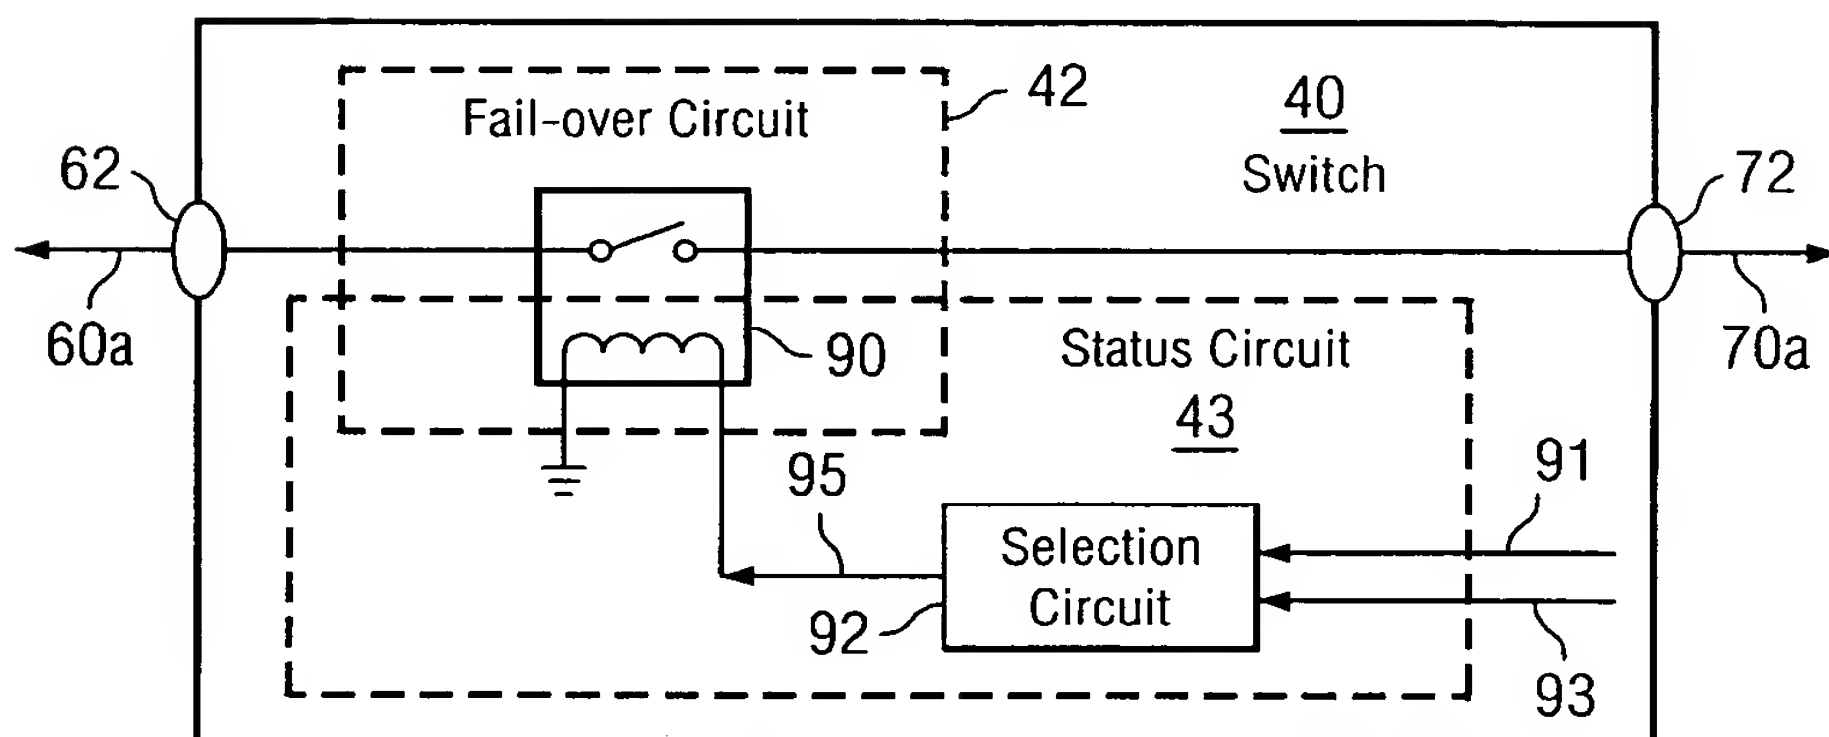 Fail-over Circuit
42
40
Switch
62
72
60a
90
Status Circuit
43
70a
95
91
Selection
Circuit
92
93